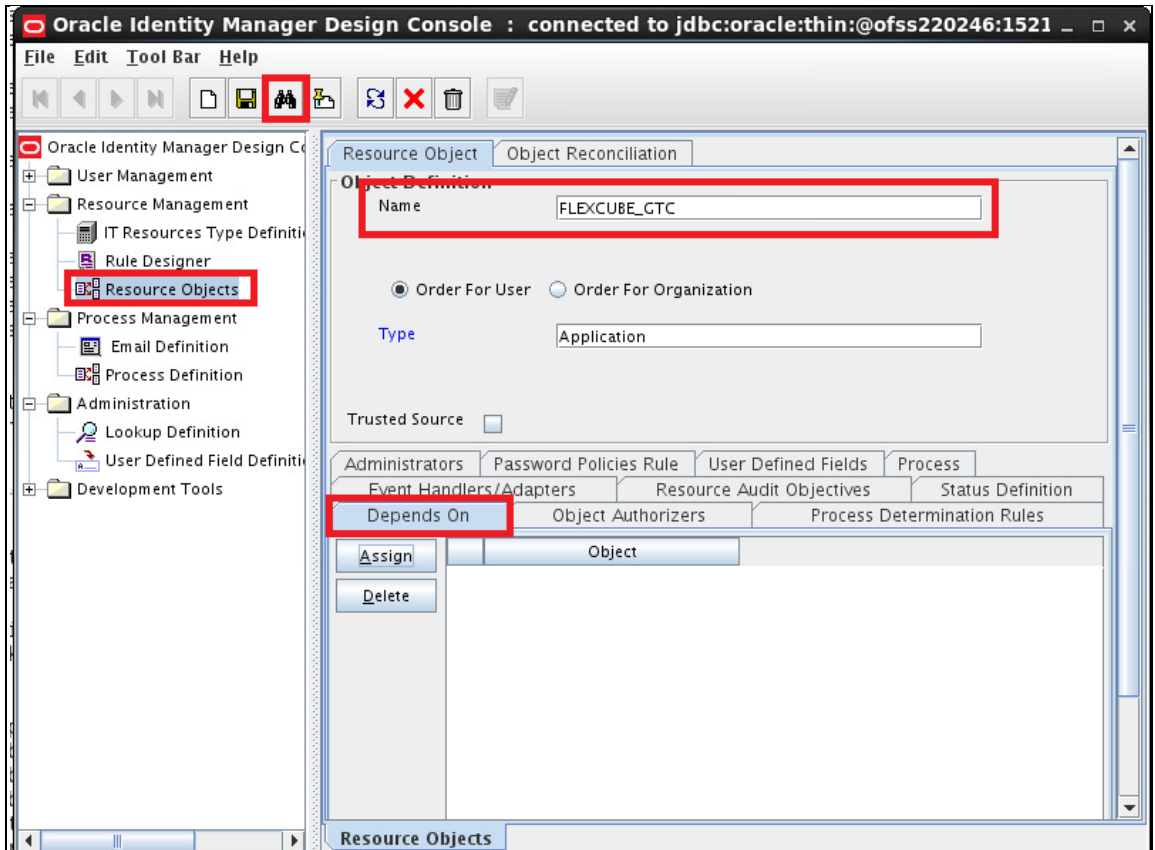 Oracle Identity Manager Design Console : connected to jdbc:oracle:thin:@ofss220246:1521
File Edit Tool Bar Help
Oracle Identity Manager Design Co
User Management
Resource Management
IT Resources Type Definiti
Rule Designer
Resource Objects
Process Management
Email Definition
Process Definition
Administration
Lookup Definition
User Defined Field Definiti
Development Tools
Resource Object Object Reconciliation
Object Definition
Name FLEXCUBE_GTC
Order For User Order For Organization
Type Application
Trusted Source
Administrators Password Policies Rule User Defined Fields Process
Event Handlers/Adapters Resource Audit Objectives Status Definition
Depends On Object Authorizers Process Determination Rules
Assign Object
Delete
Resource Objects